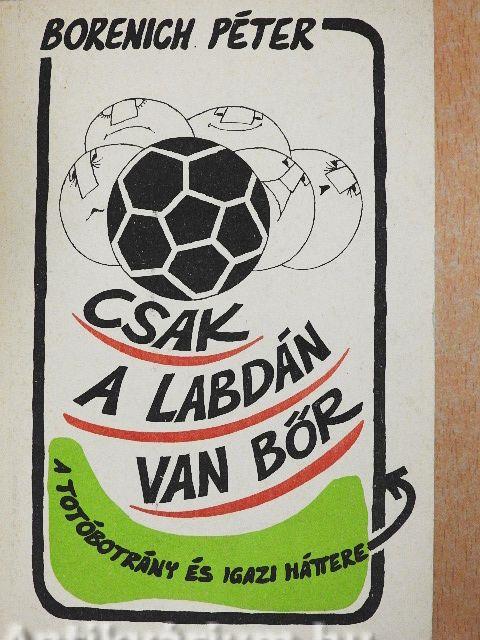 BORENICH PÉTER
CSAK
A LABDÁN
VAN BŐR
A TOTÓBOTRÁNY ÉS IGAZI HÁTTERE